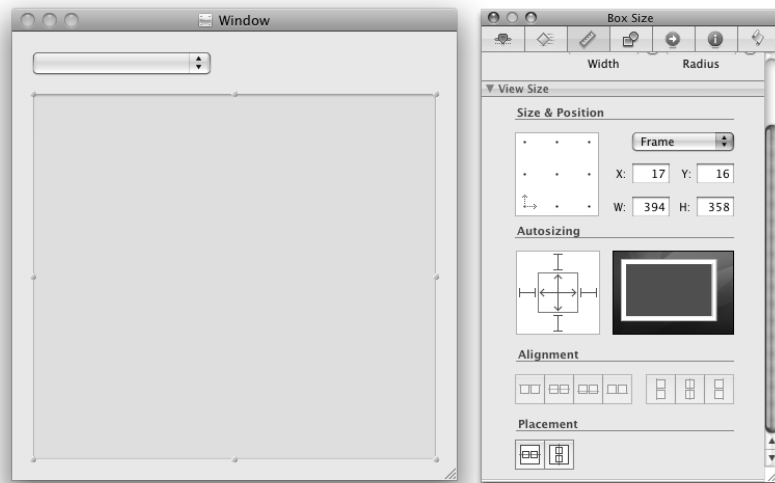 Window
Box Size
Width Radius
View Size
Size & Position
Frame
X: 17 Y: 16
W: 394 H: 358
Autosizing
Alignment
Placement